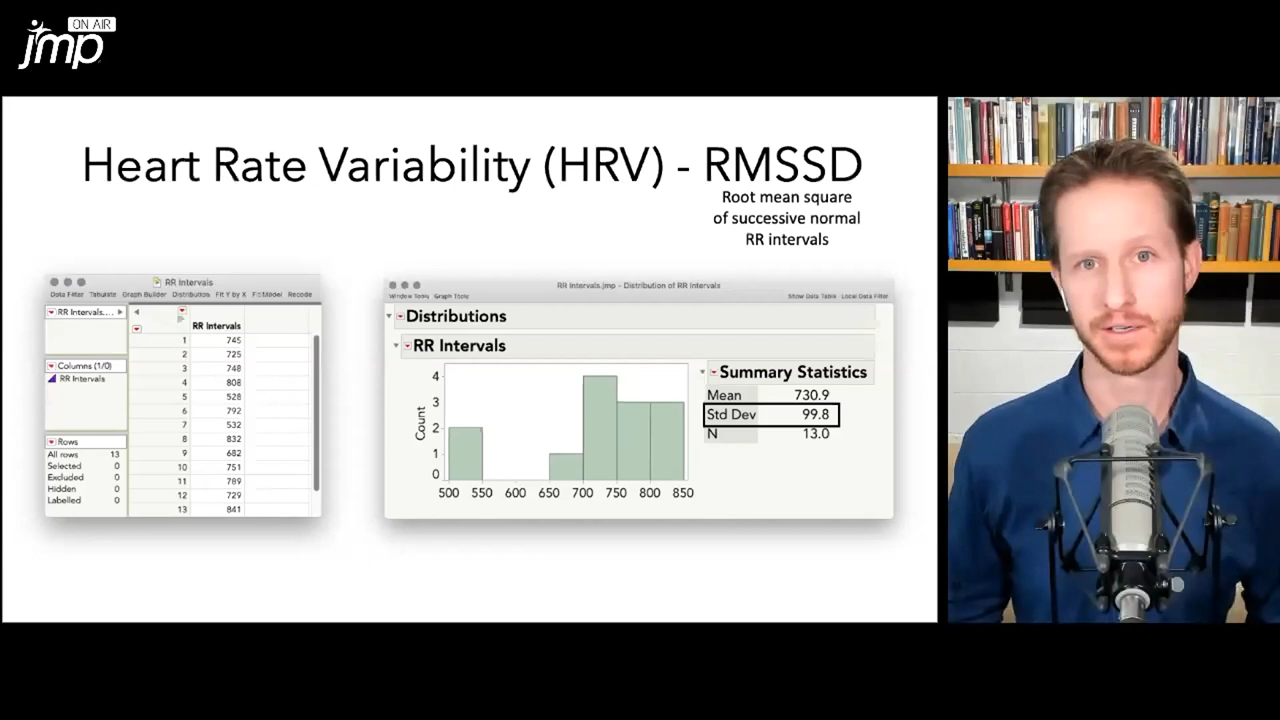 ON AIR
jmp
Heart Rate Variability (HRV) - RMSSD
Root mean square
of successive normal
RR intervals
RR Intervals
Data Filter Tabulate Graph Builder Distribution Fit Y by X Fit Model Recode
RR Intervals....
RR Intervals
1 745
2 725
3 748
4 808
5 528
6 792
7 532
8 832
9 682
10 751
11 789
12 729
13 841
Columns (1/0)
RR Intervals
Rows
All rows 13
Selected 0
Excluded 0
Hidden 0
Labelled 0
RR Intervals.jmp - Distribution of RR Intervals
Window Tools Graph Tools Show Data Table Local Data Filter
Distributions
RR Intervals
Count
4
3
2
1
0
500 550 600 650 700 750 800 850
Summary Statistics
Mean 730.9
Std Dev 99.8
N 13.0